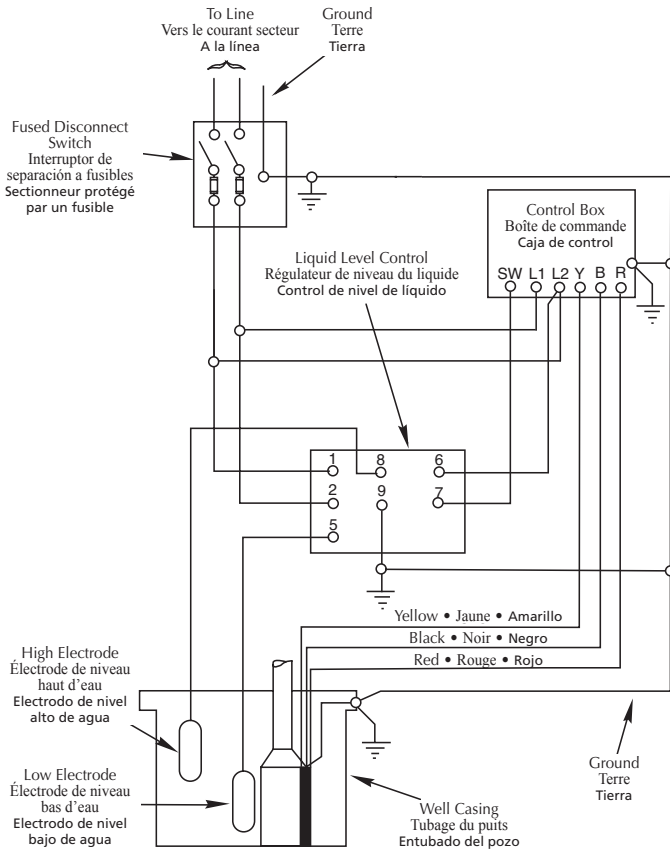 To Line
Vers le courant secteur
A la línea
Ground
Terre
Tierra
Fused Disconnect
Switch
Interruptor de
separación a fusibles
Sectionneur protégé
par un fusible
Control Box
Boîte de commande
Caja de control
SW L1 L2 Y B R
Liquid Level Control
Régulateur de niveau du liquide
Control de nivel de líquido
1 8 6
2 9 7
5
Yellow • Jaune • Amarillo
Black • Noir • Negro
Red • Rouge • Rojo
High Electrode
Électrode de niveau
haut d'eau
Electrodo de nivel
alto de agua
Low Electrode
Électrode de niveau
bas d'eau
Electrodo de nivel
bajo de agua
Well Casing
Tubage du puits
Entubado del pozo
Ground
Terre
Tierra